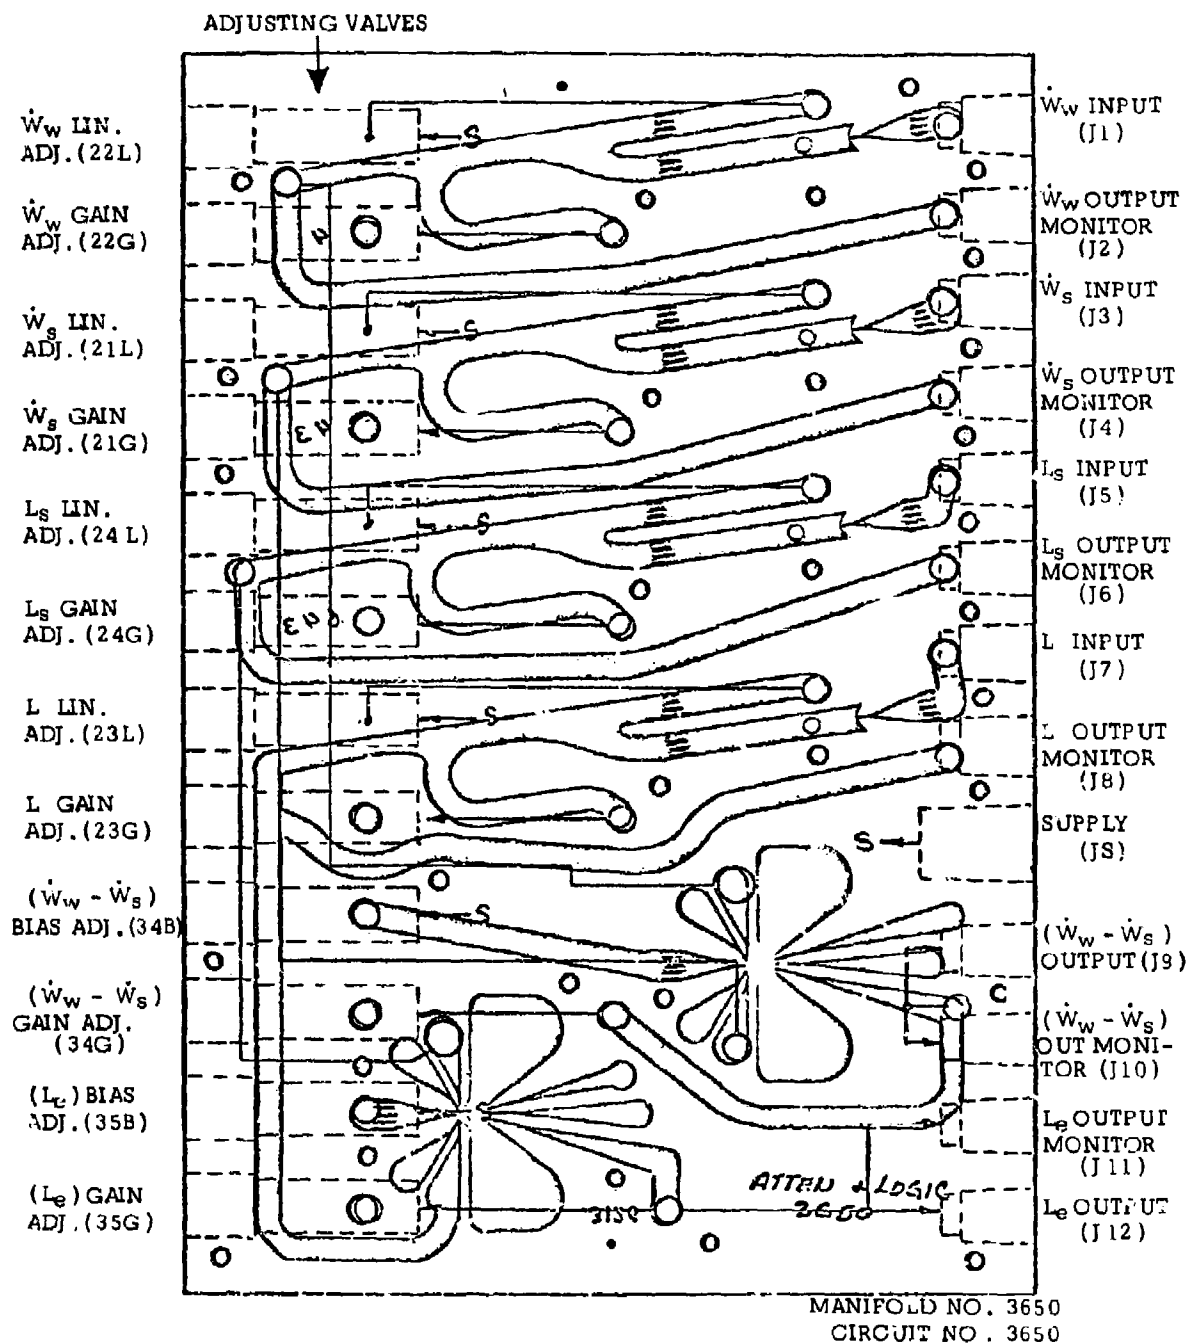 ADJUSTING VALVES
Ẇw LIN.
ADJ.(22L)
Ẇw GAIN
ADJ.(22G)
Ẇs LIN.
ADJ.(21L)
Ẇs GAIN
ADJ.(21G)
Ls LIN.
ADJ.(24L)
Ls GAIN
ADJ.(24G)
L LIN.
ADJ.(23L)
L GAIN
ADJ.(23G)
(Ẇw - Ẇs)
BIAS ADJ.(34B)
(Ẇw - Ẇs)
GAIN ADJ.
(34G)
(Le) BIAS
ADJ.(35B)
(Le) GAIN
ADJ.(35G)
S
S
S
S
S
S
C
ATTEN + LOGIC
Ẇw INPUT
(J1)
Ẇw OUTPUT
MONITOR
(J2)
Ẇs INPUT
(J3)
Ẇs OUTPUT
MONITOR
(J4)
Ls INPUT
(J5)
Ls OUTPUT
MONITOR
(J6)
L INPUT
(J7)
L OUTPUT
MONITOR
(J8)
SUPPLY
(JS)
(Ẇw - Ẇs)
OUTPUT (J9)
(Ẇw - Ẇs)
OUT MONI-
TOR (J10)
Le OUTPUT
MONITOR
(J11)
Le OUTPUT
(J12)
MANIFOLD NO. 3650
CIRCUIT NO. 3650